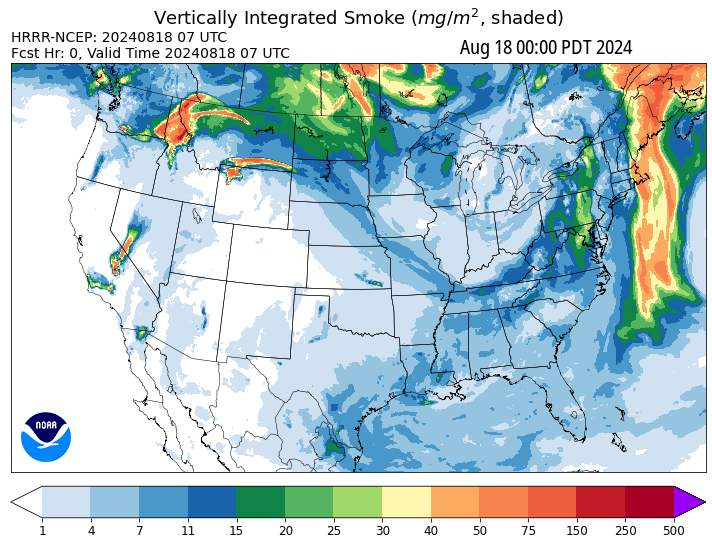 Vertically Integrated Smoke (mg/m², shaded)
HRRR-NCEP: 20240818 07 UTC
Fcst Hr: 0, Valid Time 20240818 07 UTC
Aug 18 00:00 PDT 2024
NOAA
1 4 7 11 15 20 25 30 40 50 75 150 250 500